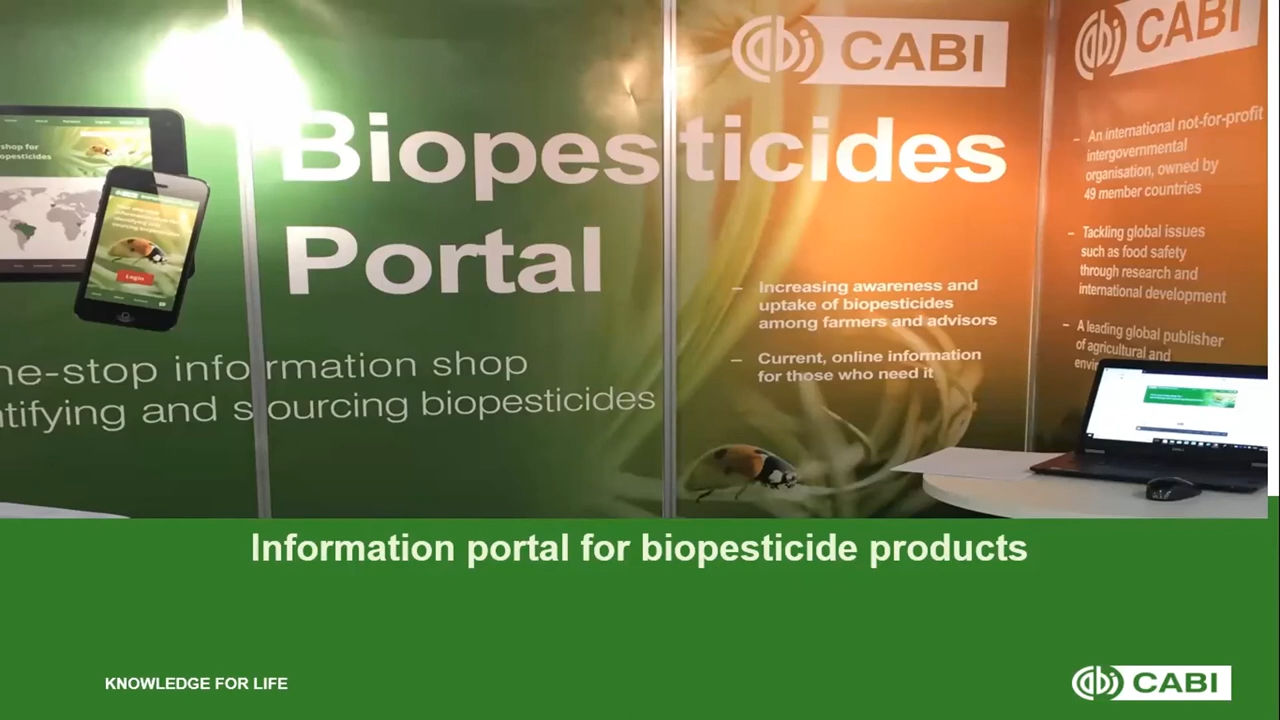 CABI
CABI
Biopesticides
Portal
ne-stop information shop
ntifying and sourcing biopesticides
– Increasing awareness and
uptake of biopesticides
among farmers and advisors
– Current, online information
for those who need it
– An international not-for-profit
intergovernmental
organisation, owned by
49 member countries
– Tackling global issues
such as food safety
through research and
international development
– A leading global publisher
of agricultural and
shop for
Login
Information portal for biopesticide products
KNOWLEDGE FOR LIFE
CABI